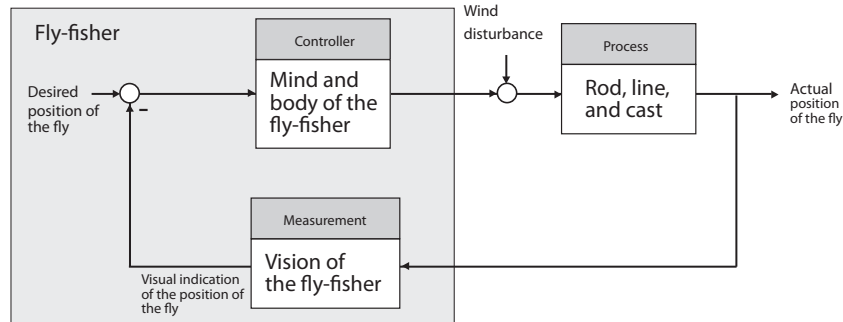 Fly-fisher
Controller
Mind and
body of the
fly-fisher
Wind
disturbance
Process
Rod, line,
and cast
Desired
position of
the fly
Actual
position
of the fly
–
Measurement
Vision of
the fly-fisher
Visual indication
of the position of
the fly